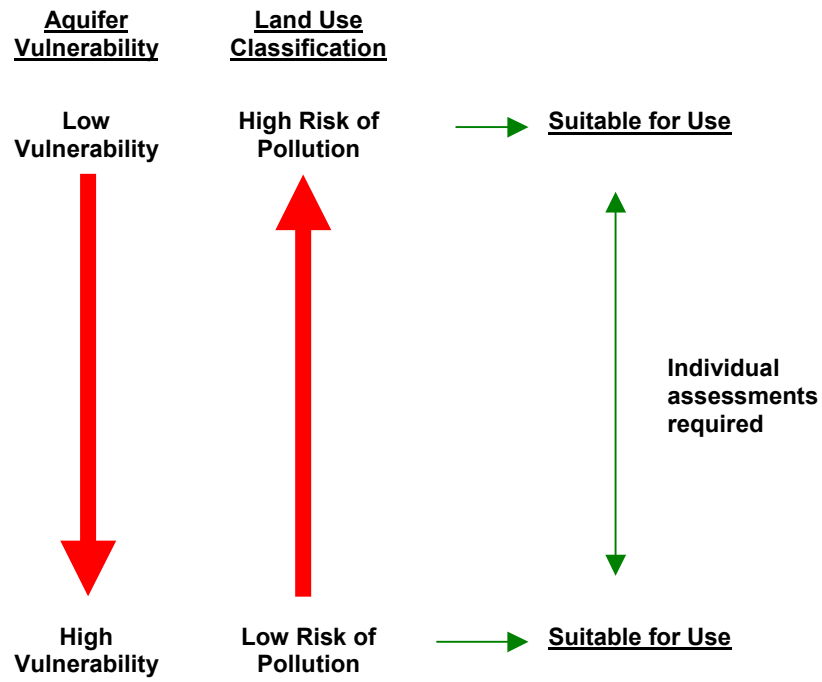 Aquifer
Vulnerability
Land Use
Classification
Low
Vulnerability
High Risk of
Pollution
Suitable for Use
Individual
assessments
required
High
Vulnerability
Low Risk of
Pollution
Suitable for Use